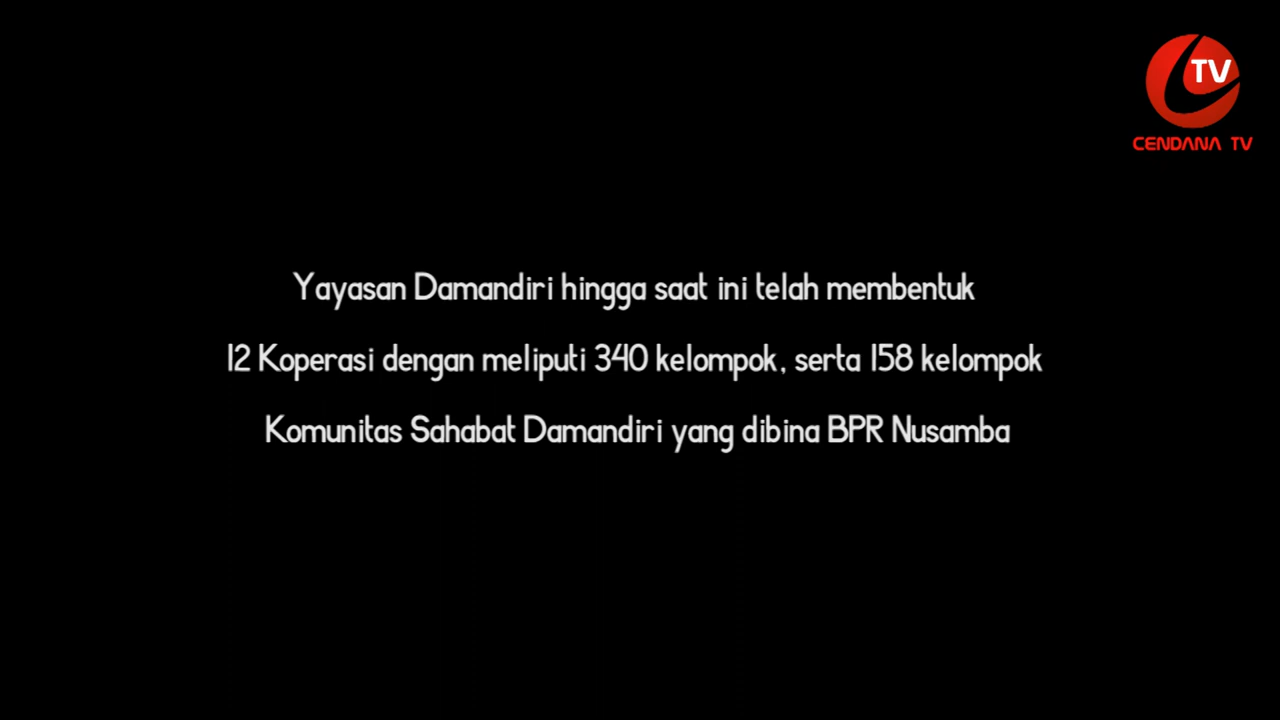 TV
CENDANA TV
Yayasan Damandiri hingga saat ini telah membentuk
12 Koperasi dengan meliputi 340 kelompok, serta 158 kelompok
Komunitas Sahabat Damandiri yang dibina BPR Nusamba